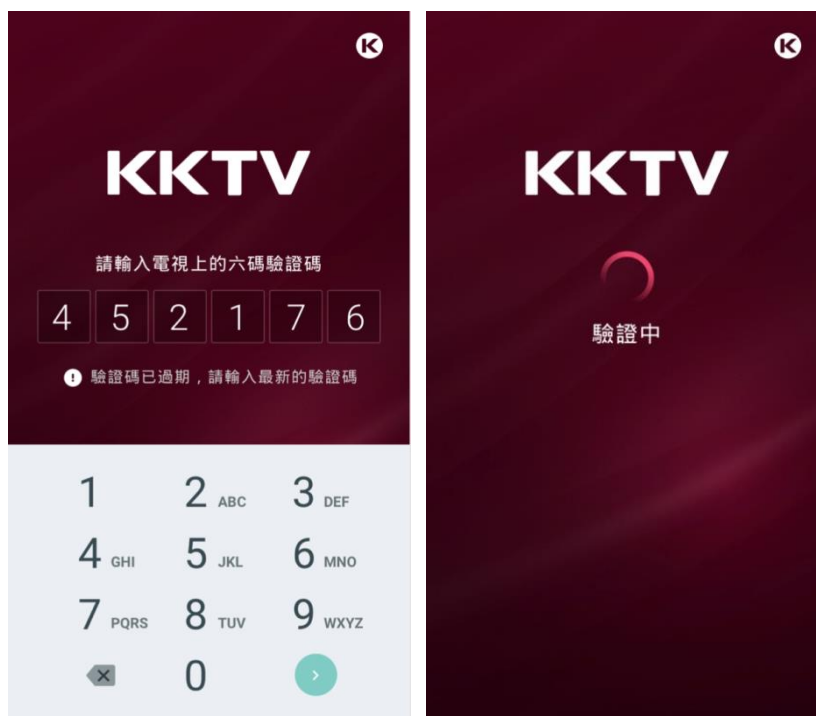 K
KKTV
請輸入電視上的六碼驗證碼
4 5 2 1 7 6
! 驗證碼已過期，請輸入最新的驗證碼
1 2 ABC 3 DEF
4 GHI 5 JKL 6 MNO
7 PQRS 8 TUV 9 WXYZ
0
K
KKTV
驗證中